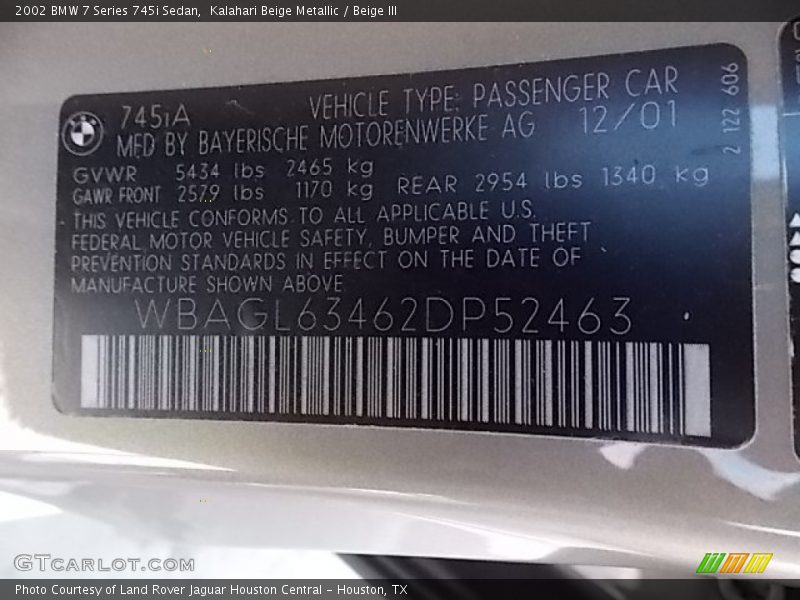 2002 BMW 7 Series 745i Sedan,  Kalahari Beige Metallic / Beige III
745iA VEHICLE TYPE: PASSENGER CAR
MFD BY BAYERISCHE MOTORENWERKE AG 12/01
GVWR 5434 lbs 2465 kg
GAWR FRONT 2579 lbs 1170 kg REAR 2954 lbs 1340 kg
THIS VEHICLE CONFORMS TO ALL APPLICABLE U.S.
FEDERAL MOTOR VEHICLE SAFETY, BUMPER AND THEFT
PREVENTION STANDARDS IN EFFECT ON THE DATE OF
MANUFACTURE SHOWN ABOVE
WBAGL63462DP52463
2 122 606
GTcarlot.com
Photo Courtesy of Land Rover Jaguar Houston Central - Houston, TX